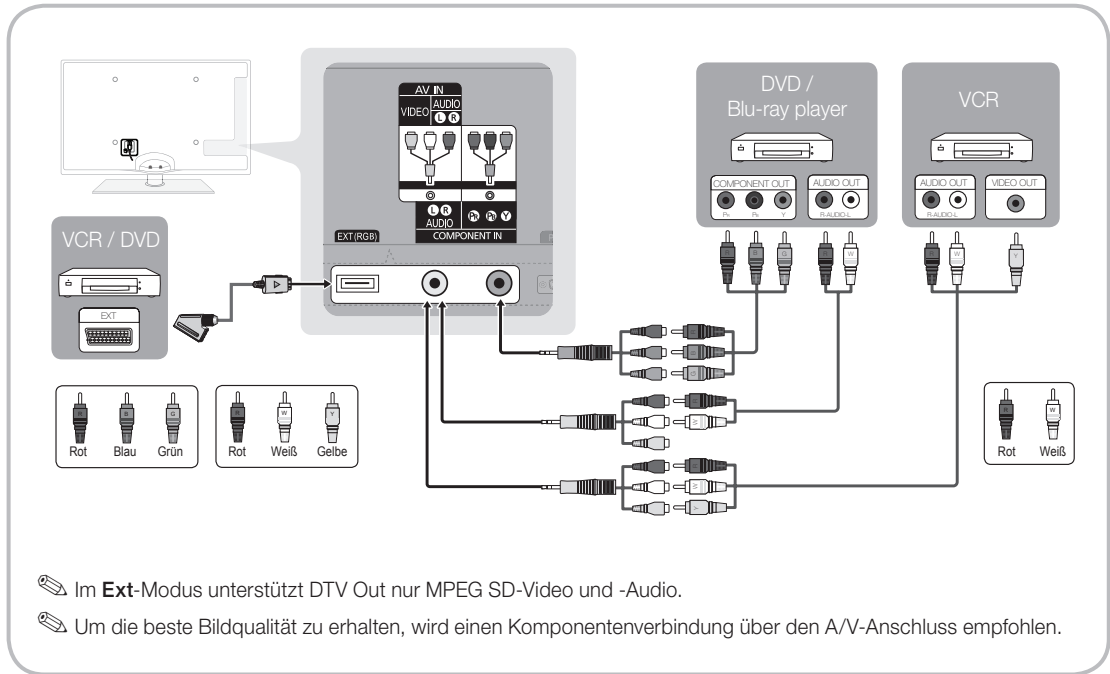 AV IN
VIDEO
AUDIO
L R
L R
AUDIO
PR PB Y
COMPONENT IN
EXT (RGB)
VCR / DVD
EXT
DVD /
Blu-ray player
COMPONENT OUT
AUDIO OUT
PR PB Y
R-AUDIO-L
VCR
AUDIO OUT
VIDEO OUT
R-AUDIO-L
R B G R W
R W Y
R
B
G
R
W
R
W
Y
R B G
Rot Blau Grün
R W Y
Rot Weiß Gelbe
R W
Rot Weiß
Im Ext-Modus unterstützt DTV Out nur MPEG SD-Video und -Audio.
Um die beste Bildqualität zu erhalten, wird einen Komponentenverbindung über den A/V-Anschluss empfohlen.